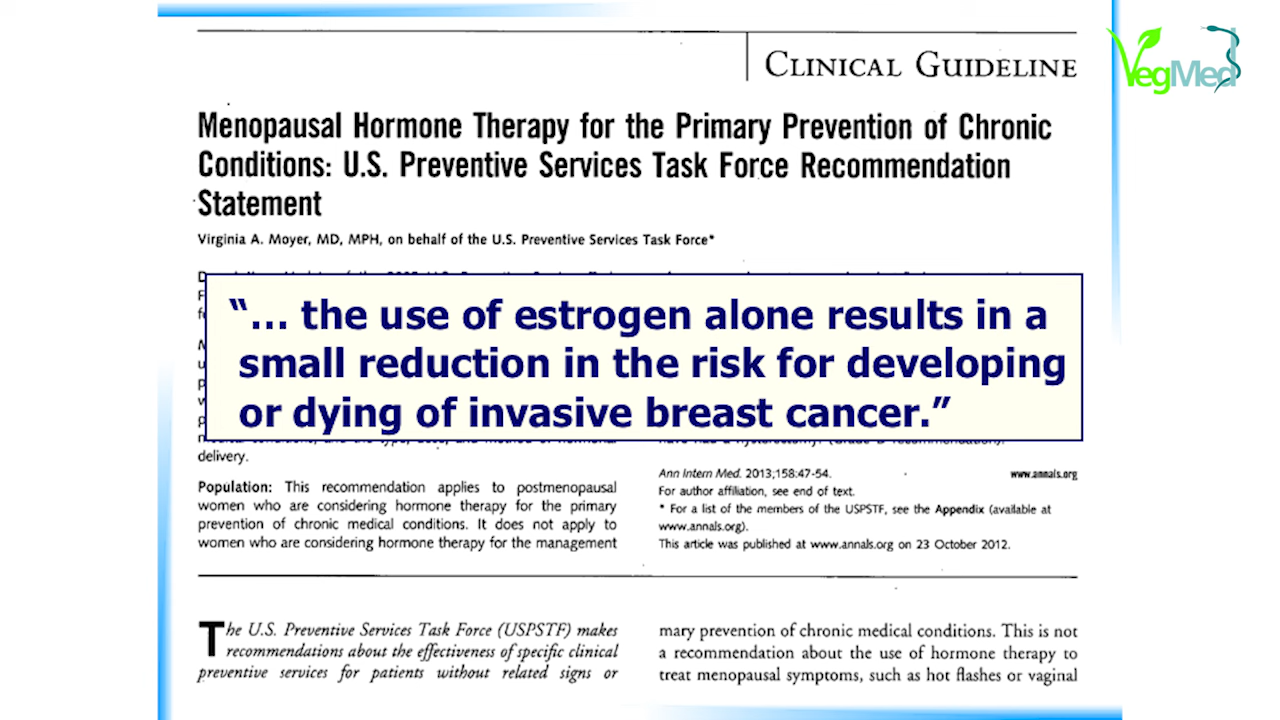 VegMed
CLINICAL GUIDELINE
Menopausal Hormone Therapy for the Primary Prevention of Chronic
Conditions: U.S. Preventive Services Task Force Recommendation
Statement
Virginia A. Moyer, MD, MPH, on behalf of the U.S. Preventive Services Task Force*
“... the use of estrogen alone results in a
small reduction in the risk for developing
or dying of invasive breast cancer.”
delivery.
Population: This recommendation applies to postmenopausal
women who are considering hormone therapy for the primary
prevention of chronic medical conditions. It does not apply to
women who are considering hormone therapy for the management
Ann Intern Med. 2013;158:47-54. www.annals.org
For author affiliation, see end of text.
* For a list of the members of the USPSTF, see the Appendix (available at
www.annals.org).
This article was published at www.annals.org on 23 October 2012.
The U.S. Preventive Services Task Force (USPSTF) makes
recommendations about the effectiveness of specific clinical
preventive services for patients without related signs or
mary prevention of chronic medical conditions. This is not
a recommendation about the use of hormone therapy to
treat menopausal symptoms, such as hot flashes or vaginal